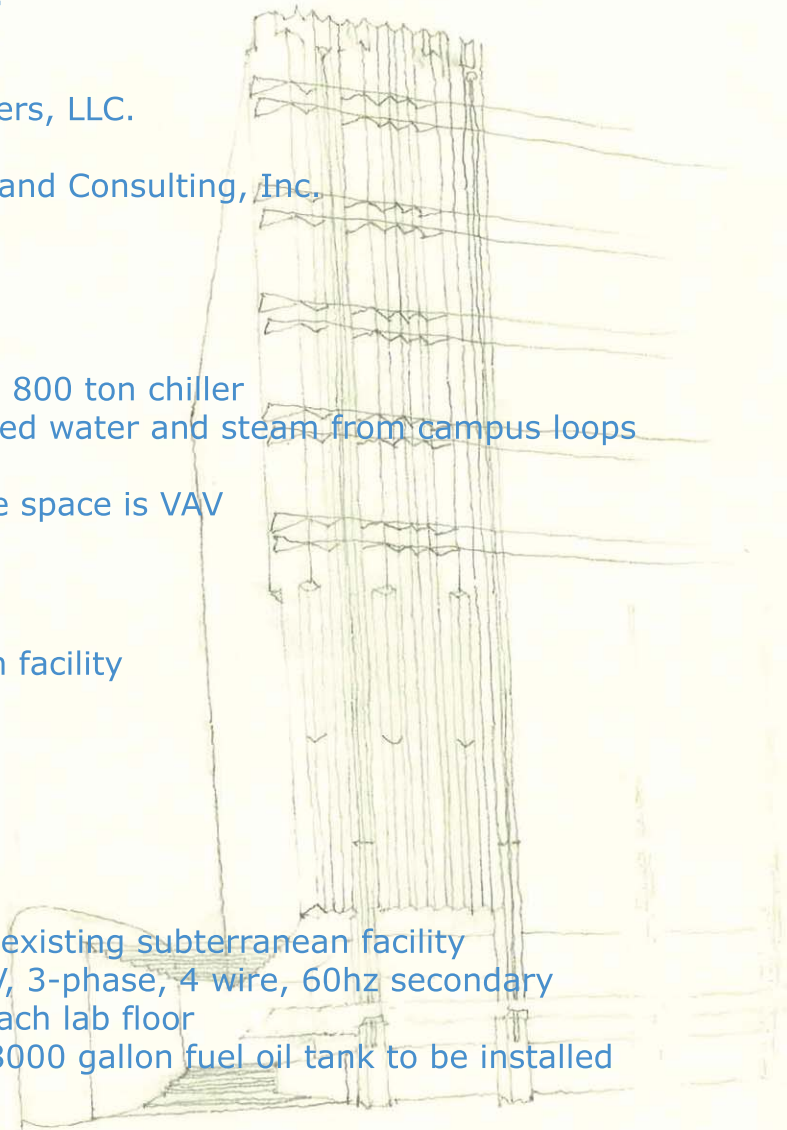 ers, LLC.
and Consulting, Inc.
800 ton chiller
ed water and steam from campus loops
e space is VAV
n facility
existing subterranean facility
V, 3-phase, 4 wire, 60hz secondary
ach lab floor
3000 gallon fuel oil tank to be installed